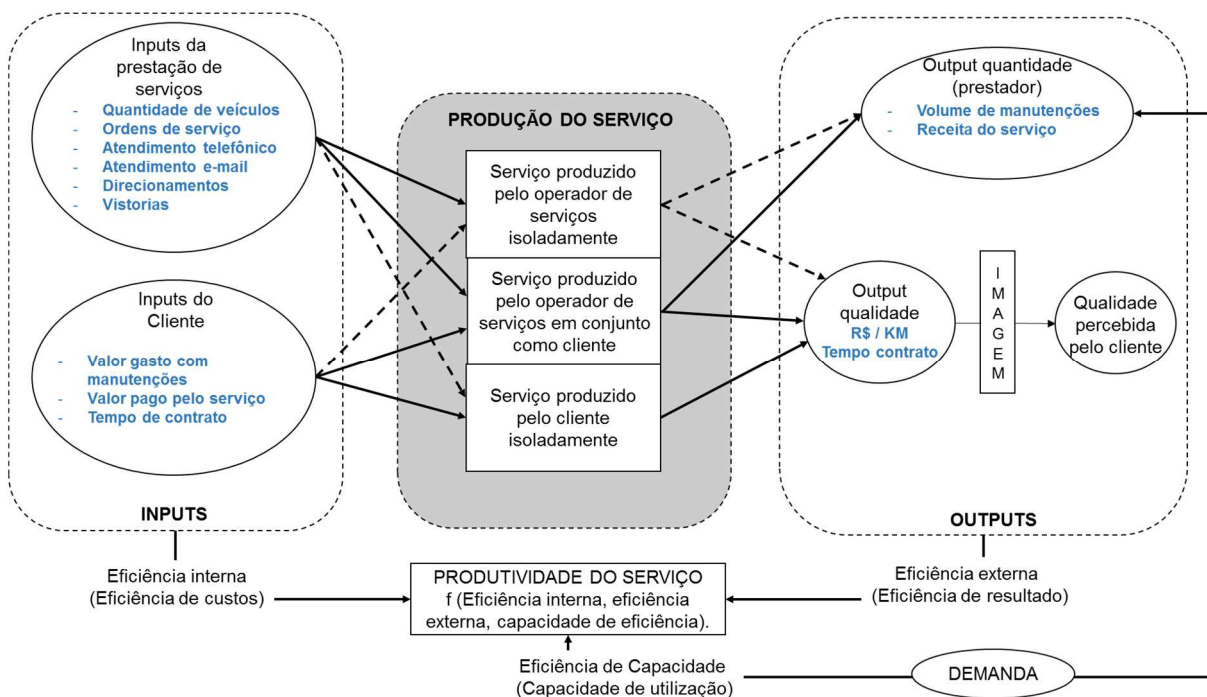 Inputs da
prestação de
serviços
- Quantidade de veículos
- Ordens de serviço
- Atendimento telefônico
- Atendimento e-mail
- Direcionamentos
- Vistorias
Inputs do
Cliente
- Valor gasto com
manutenções
- Valor pago pelo serviço
- Tempo de contrato
INPUTS
PRODUÇÃO DO SERVIÇO
Serviço produzido
pelo operador de
serviços
isoladamente
Serviço produzido
pelo operador de
serviços em conjunto
como cliente
Serviço produzido
pelo cliente
isoladamente
Output quantidade
(prestador)
- Volume de manutenções
- Receita do serviço
Output
qualidade
R$ / KM
Tempo contrato
I
M
A
G
E
M
Qualidade
percebida
pelo cliente
OUTPUTS
Eficiência interna
(Eficiência de custos)
PRODUTIVIDADE DO SERVIÇO
f (Eficiência interna, eficiência
externa, capacidade de eficiência).
Eficiência externa
(Eficiência de resultado)
Eficiência de Capacidade
(Capacidade de utilização)
DEMANDA